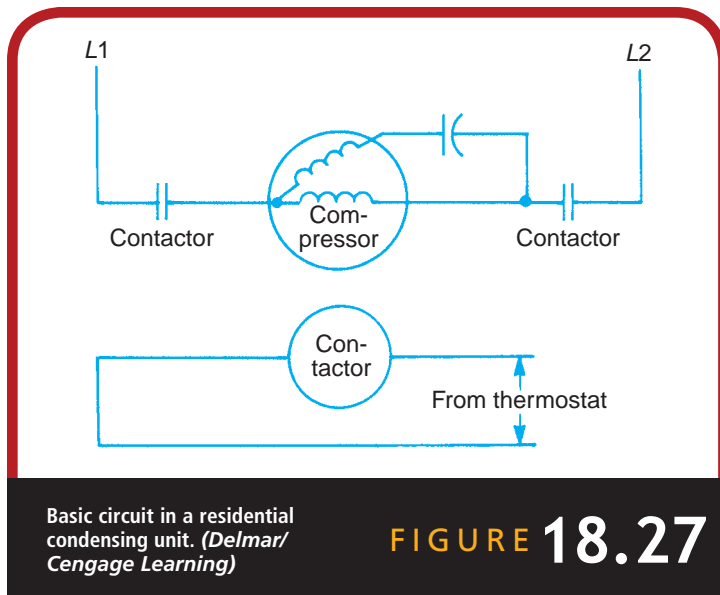 L1
L2
Contactor
Com-
pressor
Contactor
Con-
tactor
From thermostat
Basic circuit in a residential
condensing unit. (Delmar/
Cengage Learning)
FIGURE 18.27